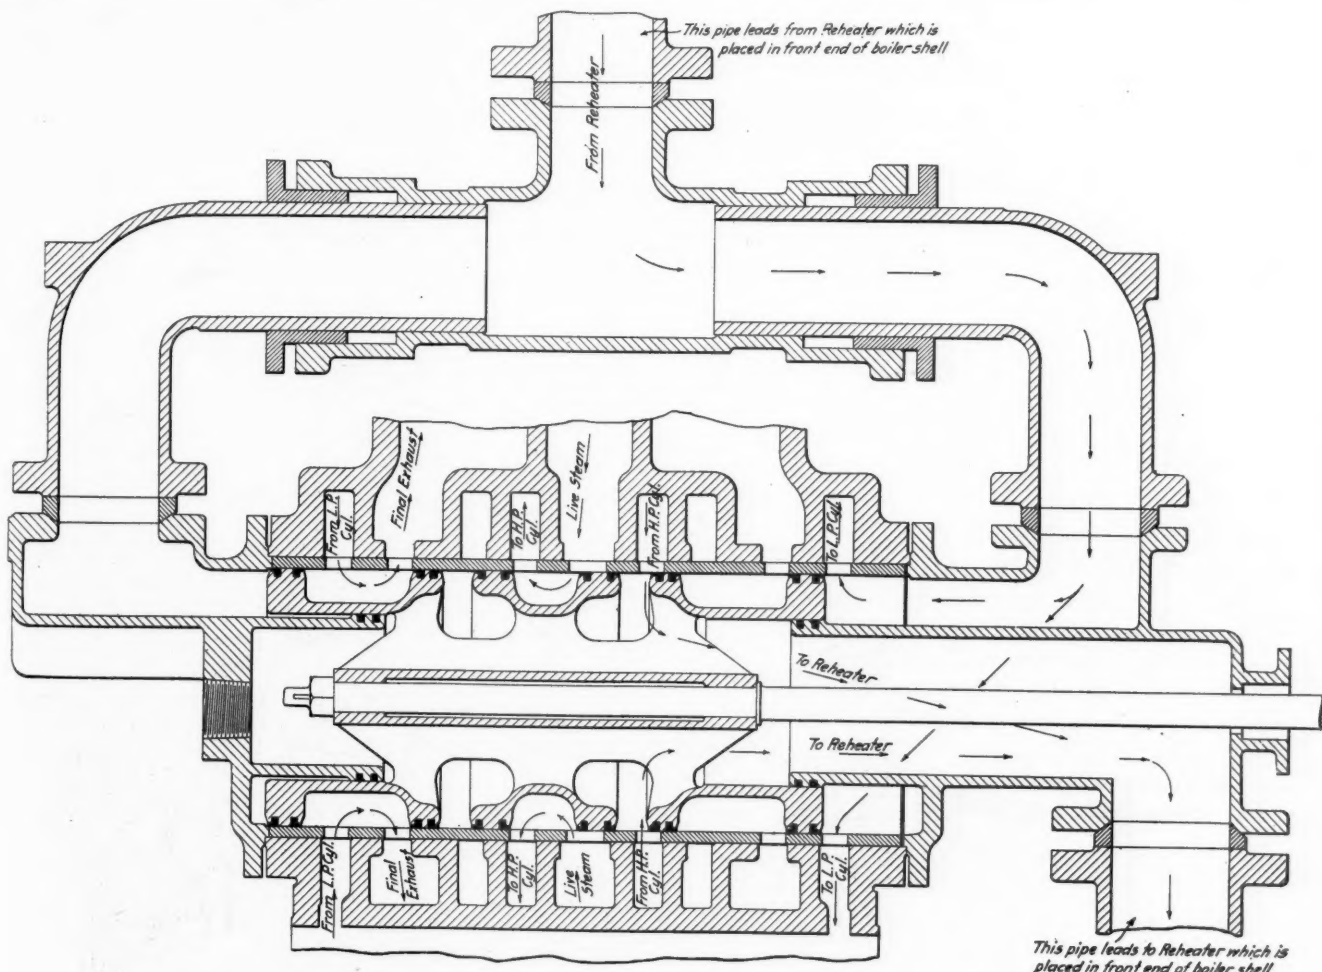 This pipe leads from Reheater which is
placed in front end of boiler shell
From Reheater
Final Exhaust
Live Steam
From L.P.
Cyl.
To H.P.
Cyl.
From H.P. Cyl.
To L.P. Cyl.
To Reheater
To Reheater
From L.P. Cyl.
Final
Exhaust
To H.P.
Cyl.
Live
Steam
From H.P.
Cyl.
To L.P.
Cyl.
This pipe leads to Reheater which is
placed in front end of boiler shell